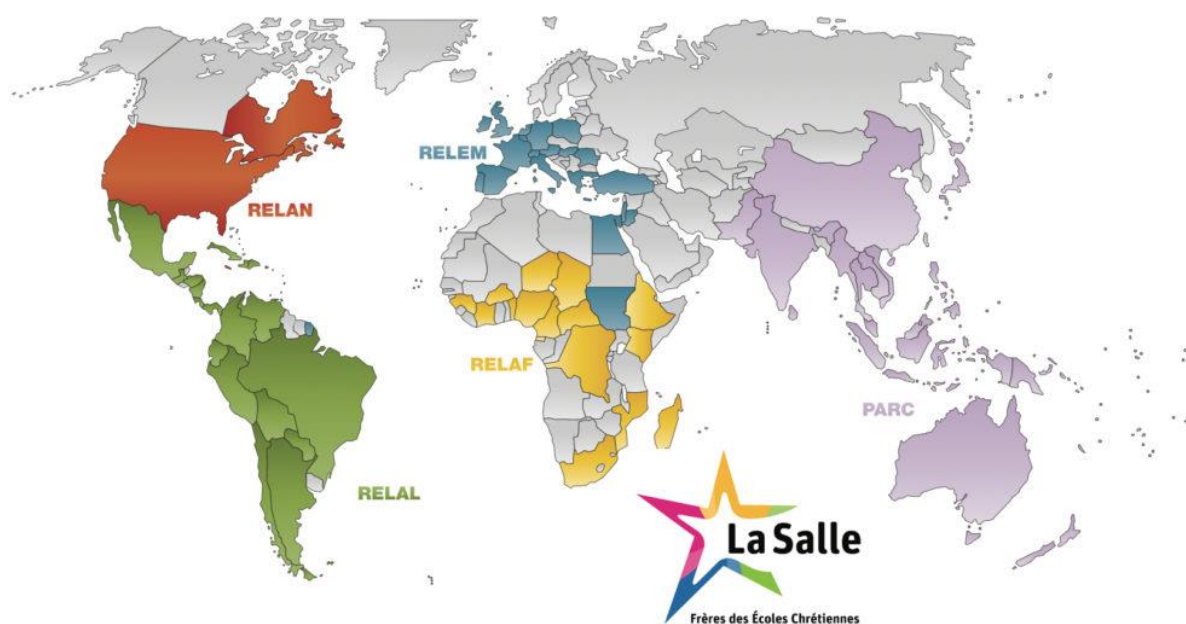 RELEM
RELAN
RELAF
PARC
RELAL
La Salle
Frères des Écoles Chrétiennes